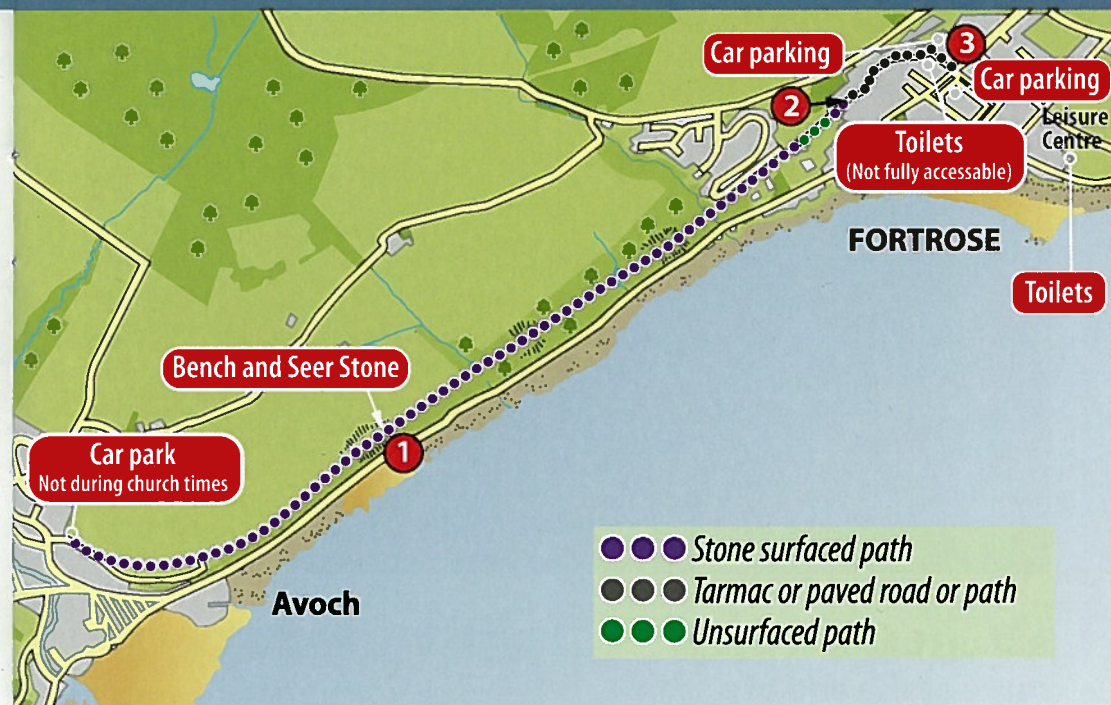 Car parking
3
Car parking
2
Leisure
Centre
Toilets
(Not fully accessable)
FORTROSE
Toilets
Bench and Seer Stone
1
Car park
Not during church times
Avoch
Stone surfaced path
Tarmac or paved road or path
Unsurfaced path